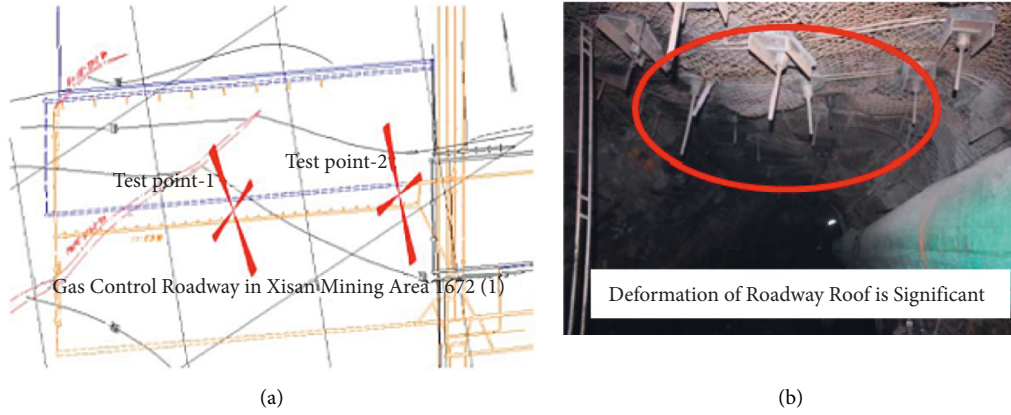 Test point-2
Test point-1
Gas Control Roadway in Xisan Mining Area 1672 (1)
Deformation of Roadway Roof is Significant
(a)
(b)